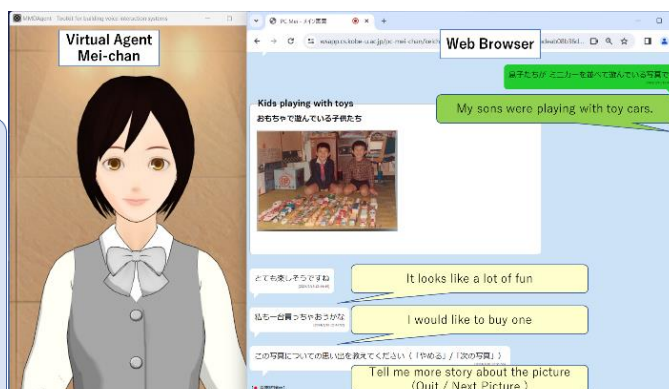 MMDAgent - Toolkit for building voice interaction systems
Virtual Agent
Mei-chan
PC Mei - メイン画面
Web Browser
息子たちが ミニカーを並べて遊んでいる写真で
My sons were playing with toy cars.
Kids playing with toys
おもちゃで遊んでいる子供たち
とても楽しそうですね
It looks like a lot of fun
私も一台買っちゃおうかな
I would like to buy one
この写真についての思い出を教えてください（「やめる」/「次の写真」）
Tell me more story about the picture
(Quit / Next Picture )